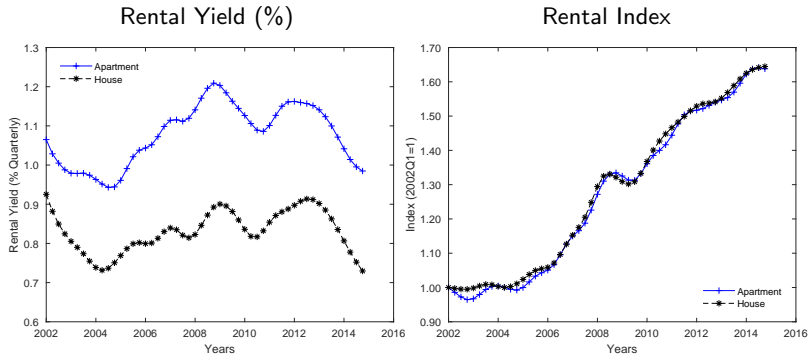 Rental Yield (%)
1.3
1.2
1.1
1.0
0.9
0.8
0.7
0.6
Rental Yield (% Quarterly)
Apartment
House
2002 2004 2006 2008 2010 2012 2014 2016
Years
Rental Index
1.70
1.60
1.50
1.40
1.30
1.20
1.10
1.00
0.90
Index (2002Q1=1)
Apartment
House
2002 2004 2006 2008 2010 2012 2014 2016
Years